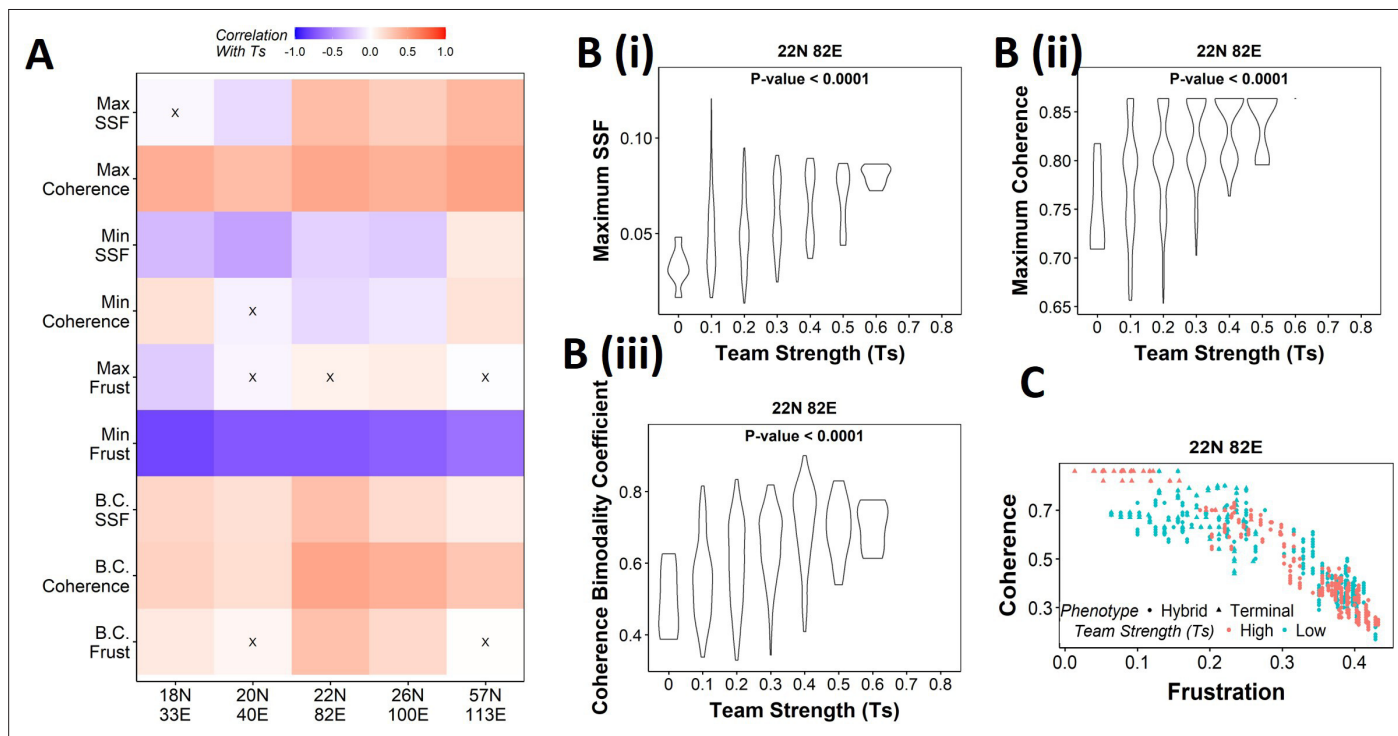 A
Correlation
With Ts
-1.0 -0.5 0.0 0.5 1.0
Max
SSF
Max
Coherence
Min
SSF
Min
Coherence
Max
Frust
Min
Frust
B.C.
SSF
B.C.
Coherence
B.C.
Frust
x
x
x x x
x x
18N 20N 22N 26N 57N
33E 40E 82E 100E 113E
B (i)
22N 82E
P-value < 0.0001
Maximum SSF
0.10
0.05
0 0.1 0.2 0.3 0.4 0.5 0.6 0.8
Team Strength (Ts)
B (ii)
22N 82E
P-value < 0.0001
Maximum Coherence
0.85
0.80
0.75
0.70
0.65
0 0.1 0.2 0.3 0.4 0.5 0.6 0.8
Team Strength (Ts)
B (iii)
22N 82E
P-value < 0.0001
Coherence Bimodality Coefficient
0.8
0.6
0.4
0 0.1 0.2 0.3 0.4 0.5 0.6 0.8
Team Strength (Ts)
C
22N 82E
Coherence
0.7
0.5
0.3
Phenotype Hybrid Terminal
Team Strength (Ts) High Low
0.0 0.1 0.2 0.3 0.4
Frustration